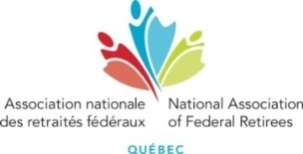 Association nationale
des retraités fédéraux
National Association
of Federal Retirees
QUÉBEC